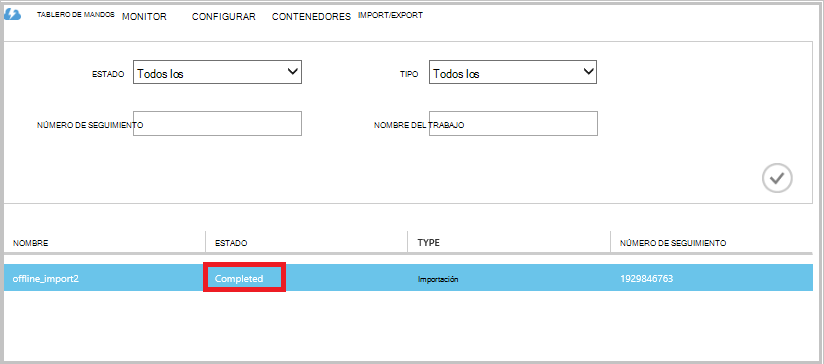 TABLERO DE MANDOS MONITOR CONFIGURAR CONTENEDORES IMPORT/EXPORT
ESTADO Todos los TIPO Todos los
NÚMERO DE SEGUIMIENTO NOMBRE DEL TRABAJO
NOMBRE ESTADO TYPE NÚMERO DE SEGUIMIENTO
offline_import2 Completed Importación 1929846763